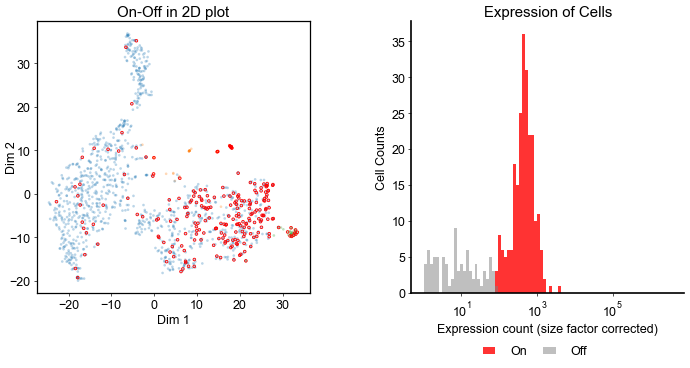 On-Off in 2D plot
Dim 2
30
20
10
0
−10
−20
−20 −10 0 10 20 30
Dim 1
Expression of Cells
Cell Counts
35
30
25
20
15
10
5
0
10¹ 10³ 10⁵
Expression count (size factor corrected)
On Off